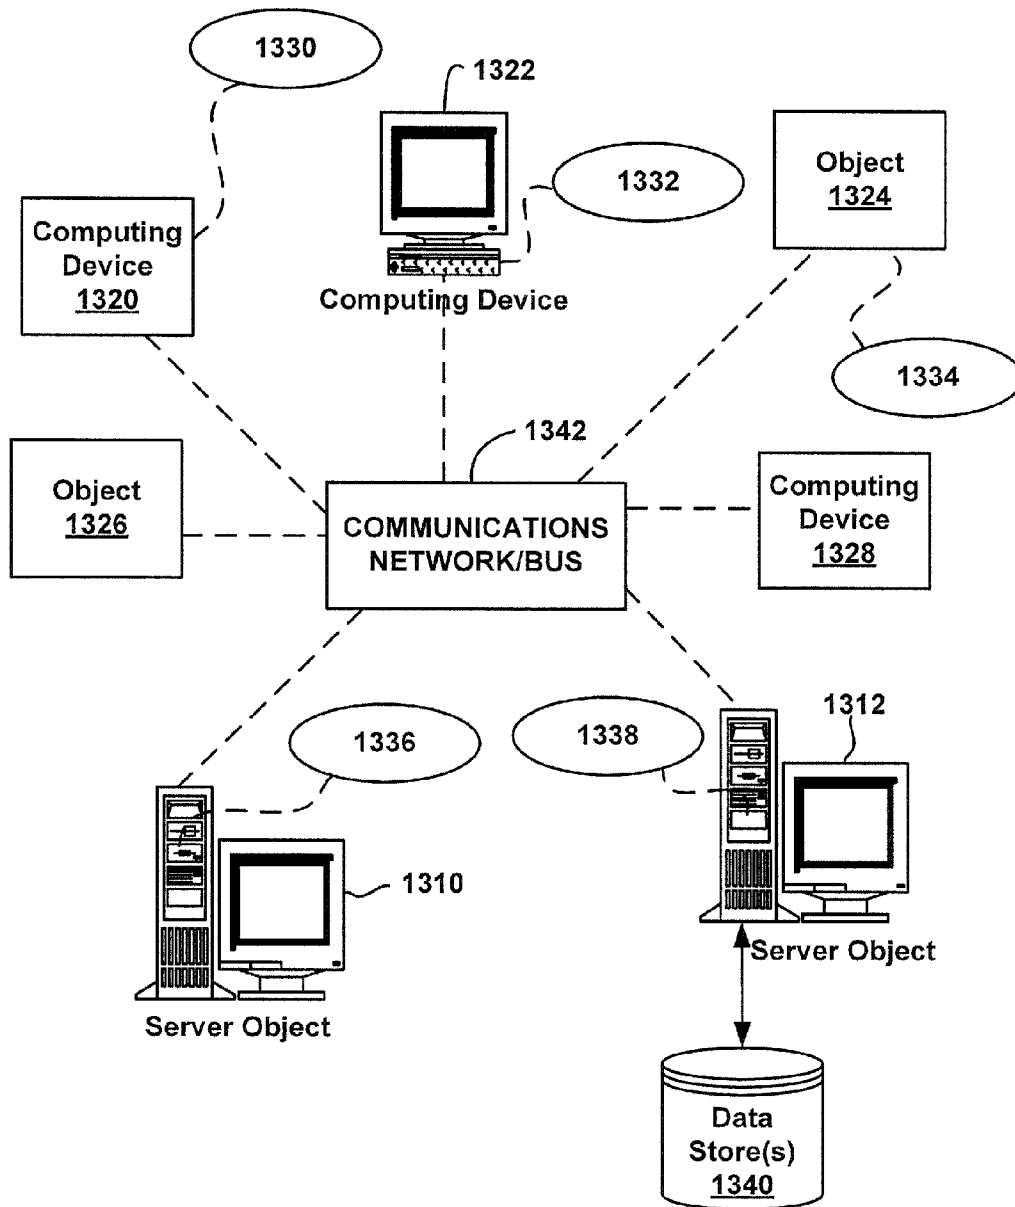 1330
1322
1332
Object
1324
Computing
Device
1320
Computing Device
1334
1342
Object
1326
COMMUNICATIONS
NETWORK/BUS
Computing
Device
1328
1336
1338
1312
1310
Server Object
Server Object
Data
Store(s)
1340